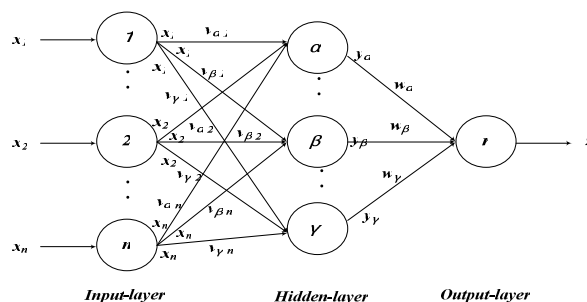 x1 1 x1 vα1 α yα
x1 vβ1
x1 vγ1 wα
x2 2 x2 vα2 vβ2 β yβ wβ
x2
x2 vγ2
vαn vβn wγ
xn n xn γ yγ
xn
xn vγn
Input-layer Hidden-layer Output-layer